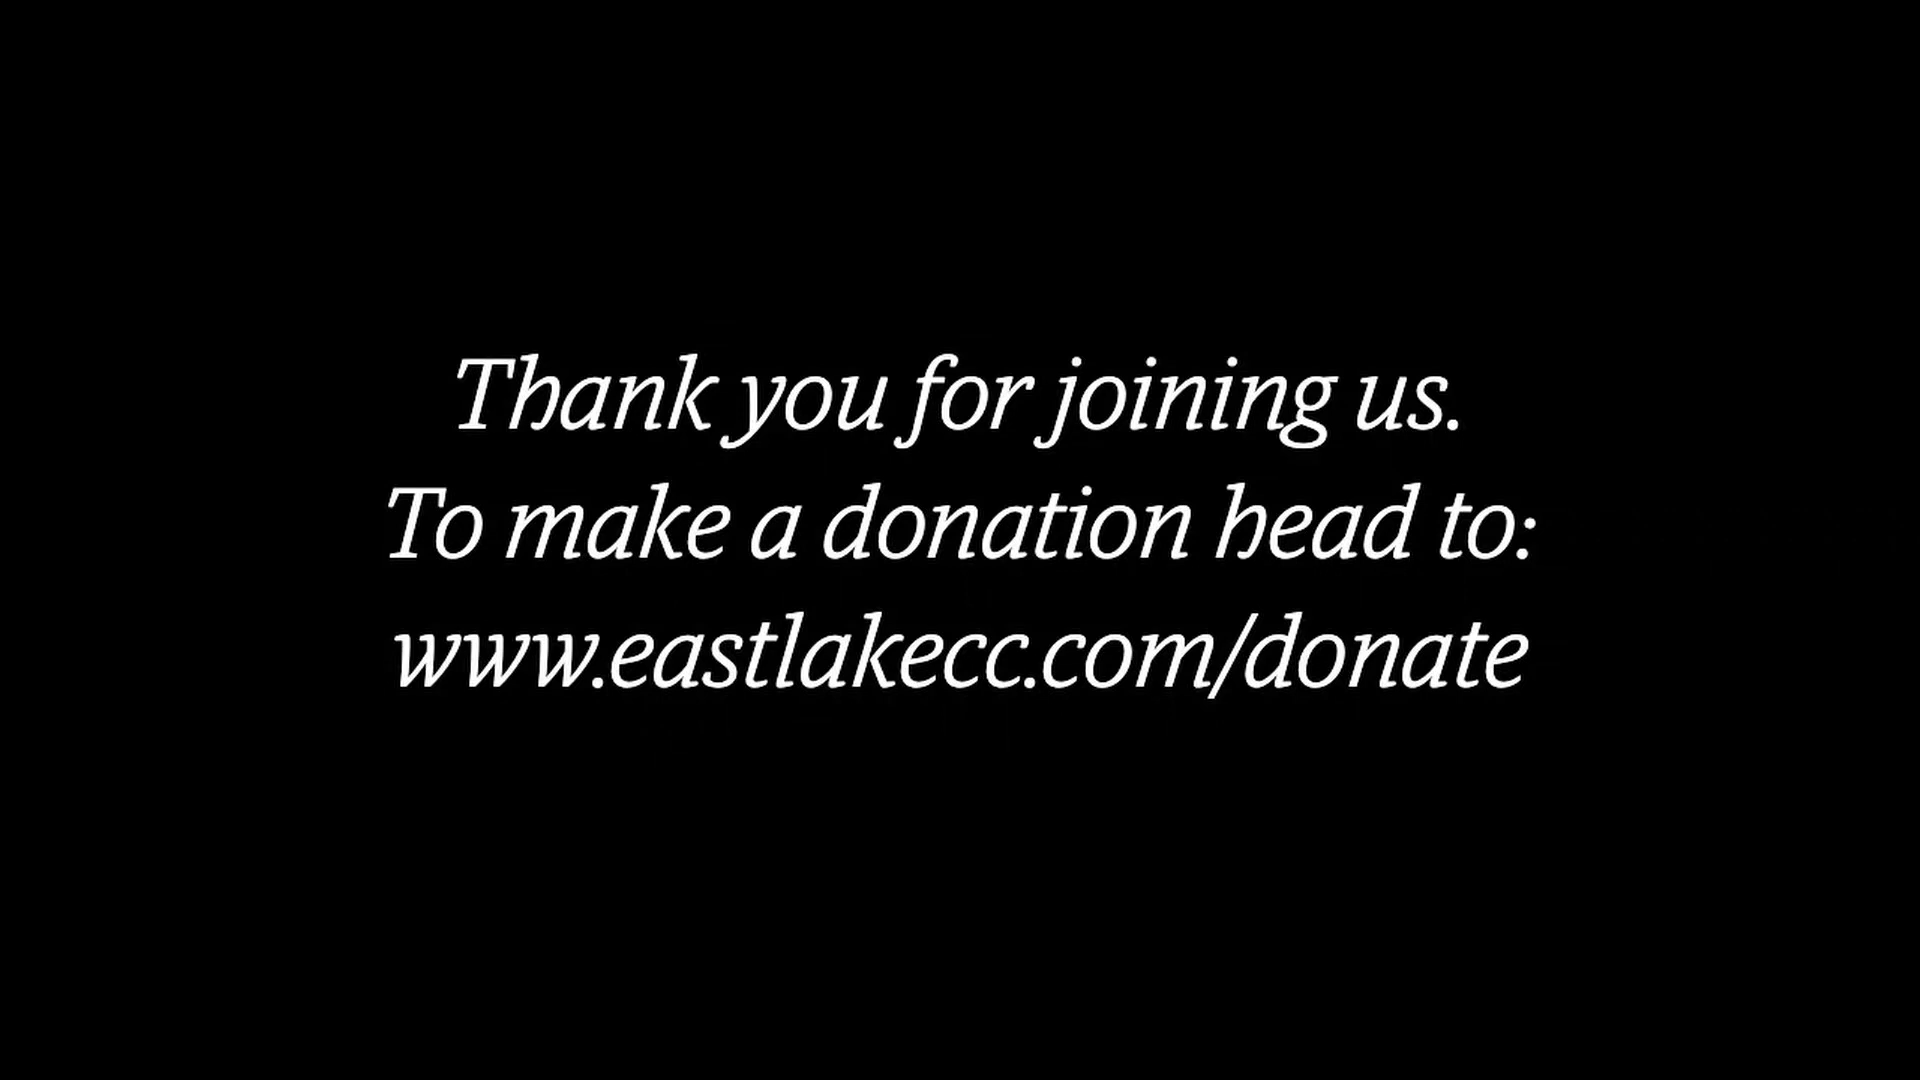 Thank you for joining us.
To make a donation head to:
www.eastlakecc.com/donate